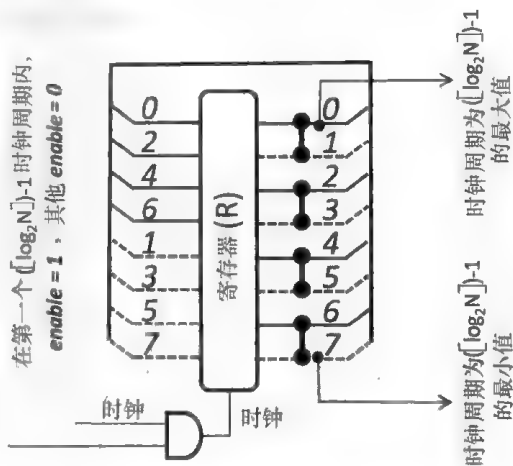 在第一个([log₂N])-1 时钟周期内,
enable = 1 , 其他 enable = 0
0
2
4
6
1
3
5
7
寄存器 (R)
0
1
2
3
4
5
6
7
时钟
时钟
时钟周期为([log₂N])-1
的最小值
时钟周期为([log₂N])-1
的最大值